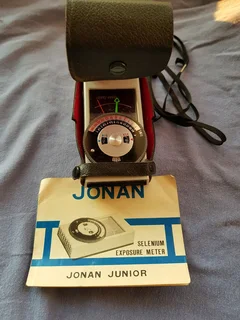 JONAN
SELENIUM
EXPOSURE METER
JONAN JUNIOR